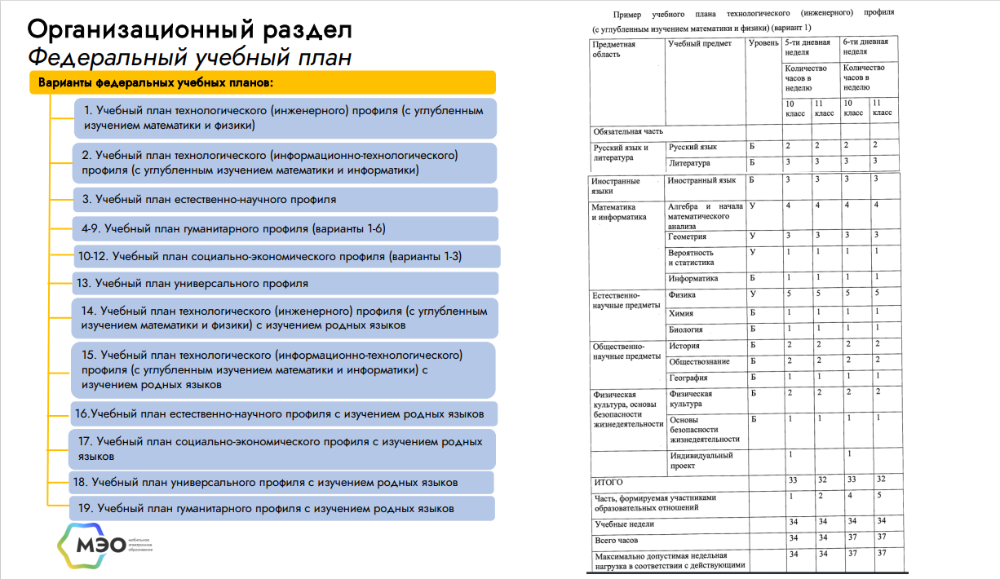 Организационный раздел
Федеральный учебный план
Варианты федеральных учебных планов:
1. Учебный план технологического (инженерного) профиля (с углубленным
изучением математики и физики)
2. Учебный план технологического (информационно-технологического)
профиля (с углубленным изучением математики и информатики)
3. Учебный план естественно-научного профиля
4-9. Учебный план гуманитарного профиля (варианты 1-6)
10-12. Учебный план социально-экономического профиля (варианты 1-3)
13. Учебный план универсального профиля
14. Учебный план технологического (инженерного) профиля (с углубленным
изучением математики и физики) с изучением родных языков
15. Учебный план технологического (информационно-технологического)
профиля (с углубленным изучением математики и информатики) с
изучением родных языков
16.Учебный план естественно-научного профиля с изучением родных языков
17. Учебный план социально-экономического профиля с изучением родных
языков
18. Учебный план универсального профиля с изучением родных языков
19. Учебный план гуманитарного профиля с изучением родных языков
МЭО
мобильное
электронное
образование
Пример учебного плана технологического (инженерного) профиля
(с углубленным изучением математики и физики) (вариант 1)
Предметная область Учебный предмет Уровень 5-ти дневная неделя 6-ти дневная неделя
Количество часов в неделю Количество часов в неделю
10 класс 11 класс 10 класс 11 класс
Обязательная часть
Русский язык и литература Русский язык Б 2 2 2 2
Литература Б 3 3 3 3
Иностранные языки Иностранный язык Б 3 3 3 3
Математика и информатика Алгебра и начала математического анализа У 4 4 4 4
Геометрия У 3 3 3 3
Вероятность и статистика У 1 1 1 1
Информатика Б 1 1 1 1
Естественно-научные предметы Физика У 5 5 5 5
Химия Б 1 1 1 1
Биология Б 1 1 1 1
Общественно-научные предметы История Б 2 2 2 2
Обществознание Б 2 2 2 2
География Б 1 1 1 1
Физическая культура, основы безопасности жизнедеятельности Физическая культура Б 2 2 2 2
Основы безопасности жизнедеятельности Б 1 1 1 1
Индивидуальный проект 1 1
ИТОГО 33 32 33 32
Часть, формируемая участниками образовательных отношений 1 2 4 5
Учебные недели 34 34 34 34
Всего часов 34 34 37 37
Максимально допустимая недельная нагрузка в соответствии с действующими 34 34 37 37